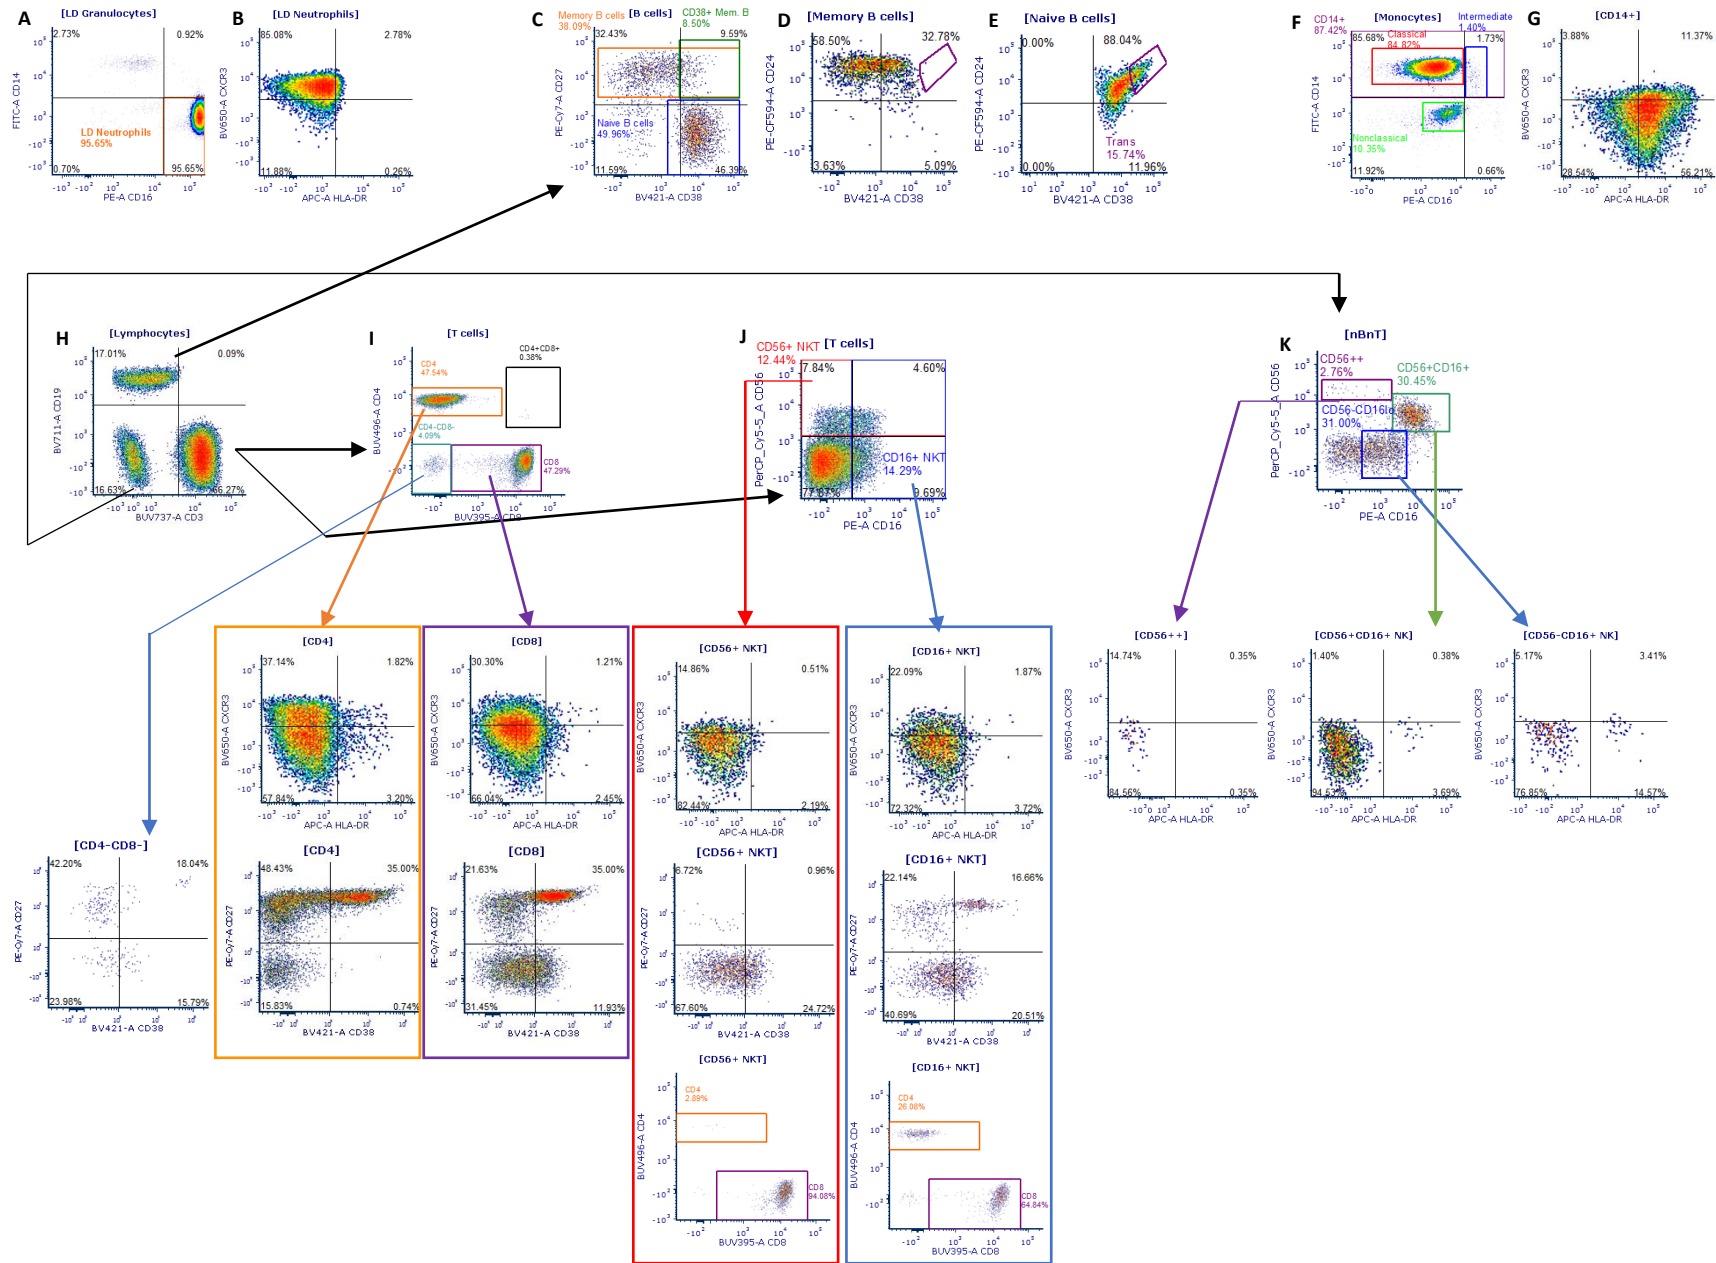 A
[LD Granulocytes]
2.73%
0.92%
LD Neutrophils
95.65%
0.70%
95.65%
FITC-A CD14
PE-A CD16
B
[LD Neutrophils]
85.08%
2.78%
11.88%
0.26%
BV650-A CXCR3
APC-A HLA-DR
C
Memory B cells
38.09%
[B cells]
CD38+ Mem. B
8.50%
32.43%
9.59%
Naive B cells
49.96%
11.59%
46.39%
PE-Cy7-A CD27
BV421-A CD38
D
[Memory B cells]
58.50%
32.78%
3.63%
5.09%
PE-CF594-A CD24
BV421-A CD38
E
[Naive B cells]
0.00%
88.04%
Trans
15.74%
0.00%
11.96%
PE-CF594-A CD24
BV421-A CD38
F
CD14+
87.42%
[Monocytes]
Intermediate
1.40%
85.68%
Classical
84.82%
1.73%
Nonclassical
10.35%
11.92%
0.66%
FITC-A CD14
PE-A CD16
G
[CD14+]
3.88%
11.37%
28.54%
56.21%
BV650-A CXCR3
APC-A HLA-DR
H
[Lymphocytes]
17.01%
0.09%
16.63%
66.27%
BV711-A CD19
BUV737-A CD3
I
[T cells]
CD4
47.54%
CD4+CD8+
0.38%
CD4-CD8-
4.09%
CD8
47.29%
BUV496-A CD4
BUV395-A CD8
J
CD56+ NKT
12.44%
[T cells]
7.84%
4.60%
CD16+ NKT
14.29%
77.87%
9.69%
PerCP_Cy5-5_A CD56
PE-A CD16
K
[nBnT]
CD56++
2.76%
CD56+CD16+
30.45%
CD56-CD16lo
31.00%
PerCP_Cy5-5_A CD56
PE-A CD16
[CD4]
37.14%
1.82%
57.84%
3.20%
BV650-A CXCR3
APC-A HLA-DR
[CD8]
30.30%
1.21%
66.04%
2.45%
BV650-A CXCR3
APC-A HLA-DR
[CD56+ NKT]
14.86%
0.51%
82.44%
2.19%
BV650-A CXCR3
APC-A HLA-DR
[CD16+ NKT]
22.09%
1.87%
72.32%
3.72%
BV650-A CXCR3
APC-A HLA-DR
[CD56++]
14.74%
0.35%
84.56%
0.35%
BV650-A CXCR3
APC-A HLA-DR
[CD56+CD16+ NK]
1.40%
0.38%
94.53%
3.69%
BV650-A CXCR3
APC-A HLA-DR
[CD56-CD16+ NK]
5.17%
3.41%
76.85%
14.57%
BV650-A CXCR3
APC-A HLA-DR
[CD4-CD8-]
42.20%
18.04%
23.98%
15.79%
PE-Cy7-A CD27
BV421-A CD38
[CD4]
48.43%
35.00%
15.83%
0.74%
PE-Cy7-A CD27
BV421-A CD38
[CD8]
21.63%
35.00%
31.45%
11.93%
PE-Cy7-A CD27
BV421-A CD38
[CD56+ NKT]
6.72%
0.96%
67.60%
24.72%
PE-Cy7-A CD27
BV421-A CD38
[CD16+ NKT]
22.14%
16.66%
40.69%
20.51%
PE-Cy7-A CD27
BV421-A CD38
[CD56+ NKT]
CD4
2.89%
CD8
94.08%
BUV496-A CD4
BUV395-A CD8
[CD16+ NKT]
CD4
26.08%
CD8
64.84%
BUV496-A CD4
BUV395-A CD8